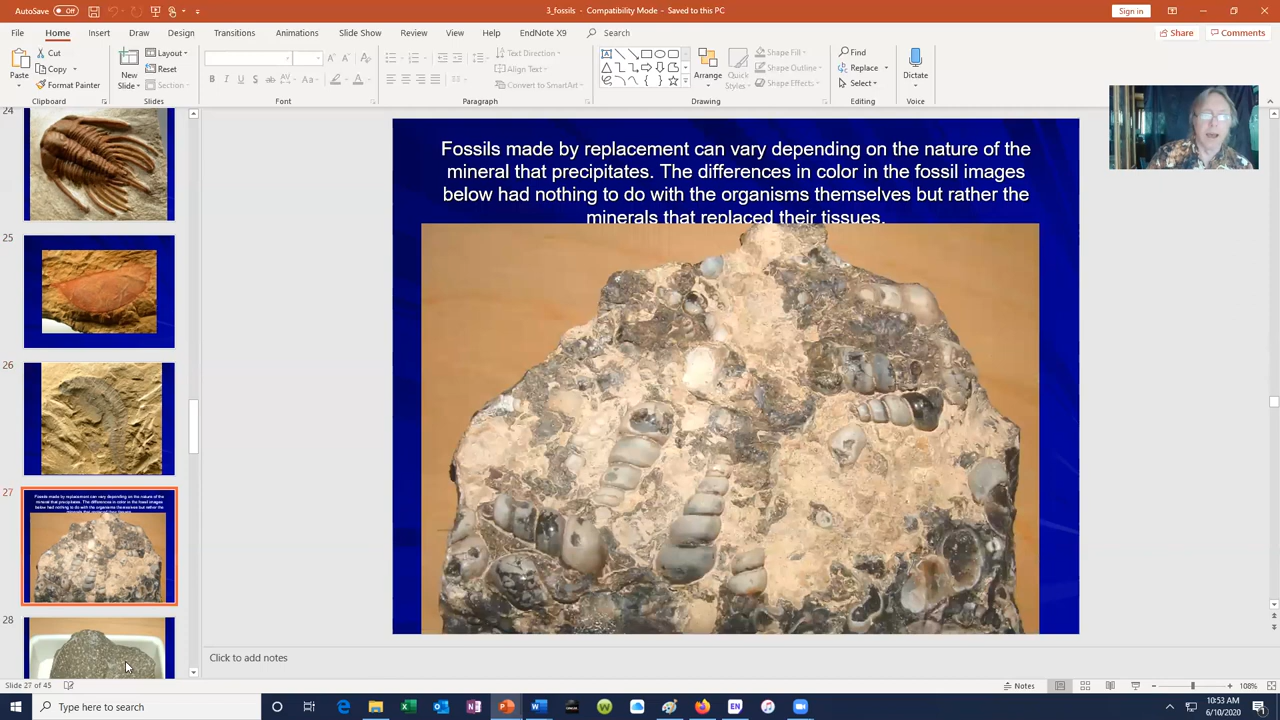 AutoSave Off
3_fossils - Compatibility Mode - Saved to this PC
Sign in
File Home Insert Draw Design Transitions Animations Slide Show Review View Help EndNote X9 Search
Share Comments
Paste
Cut
Copy
Format Painter
Clipboard
New
Slide
Layout
Reset
Section
Slides
Font
Text Direction
Align Text
Convert to SmartArt
Paragraph
Arrange
Quick
Styles
Shape Fill
Shape Outline
Shape Effects
Drawing
Find
Replace
Select
Editing
Dictate
Voice
24
25
26
27
28
Fossils made by replacement can vary depending on the nature of the
mineral that precipitates. The differences in color in the fossil images
below had nothing to do with the organisms themselves but rather the
minerals that replaced their tissues.
Click to add notes
Slide 27 of 45
Notes
108%
Type here to search
10:53 AM
6/10/2020